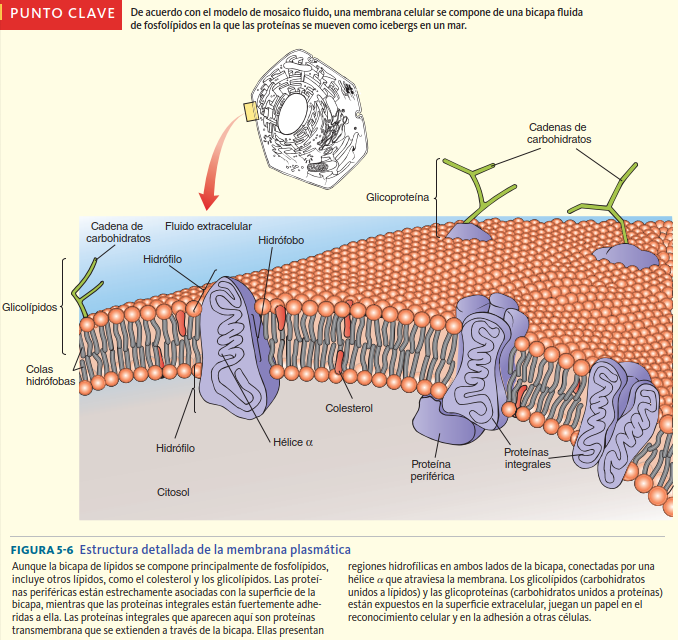 PUNTO CLAVE
De acuerdo con el modelo de mosaico fluido, una membrana celular se compone de una bicapa fluida
de fosfolípidos en la que las proteínas se mueven como icebergs en un mar.
Cadenas de
carbohidratos
Glicoproteína
Cadena de
carbohidratos
Fluido extracelular
Hidrófobo
Hidrófilo
Glicolípidos
Colas
hidrófobas
Colesterol
Hidrófilo
Hélice α
Proteína
periférica
Proteínas
integrales
Citosol
FIGURA 5-6 Estructura detallada de la membrana plasmática
Aunque la bicapa de lípidos se compone principalmente de fosfolípidos,
incluye otros lípidos, como el colesterol y los glicolípidos. Las proteí-
nas periféricas están estrechamente asociadas con la superficie de la
bicapa, mientras que las proteínas integrales están fuertemente adhe-
ridas a ella. Las proteínas integrales que aparecen aquí son proteínas
transmembrana que se extienden a través de la bicapa. Ellas presentan
regiones hidrofílicas en ambos lados de la bicapa, conectadas por una
hélice α que atraviesa la membrana. Los glicolípidos (carbohidratos
unidos a lípidos) y las glicoproteínas (carbohidratos unidos a proteínas)
están expuestos en la superficie extracelular, juegan un papel en el
reconocimiento celular y en la adhesión a otras células.